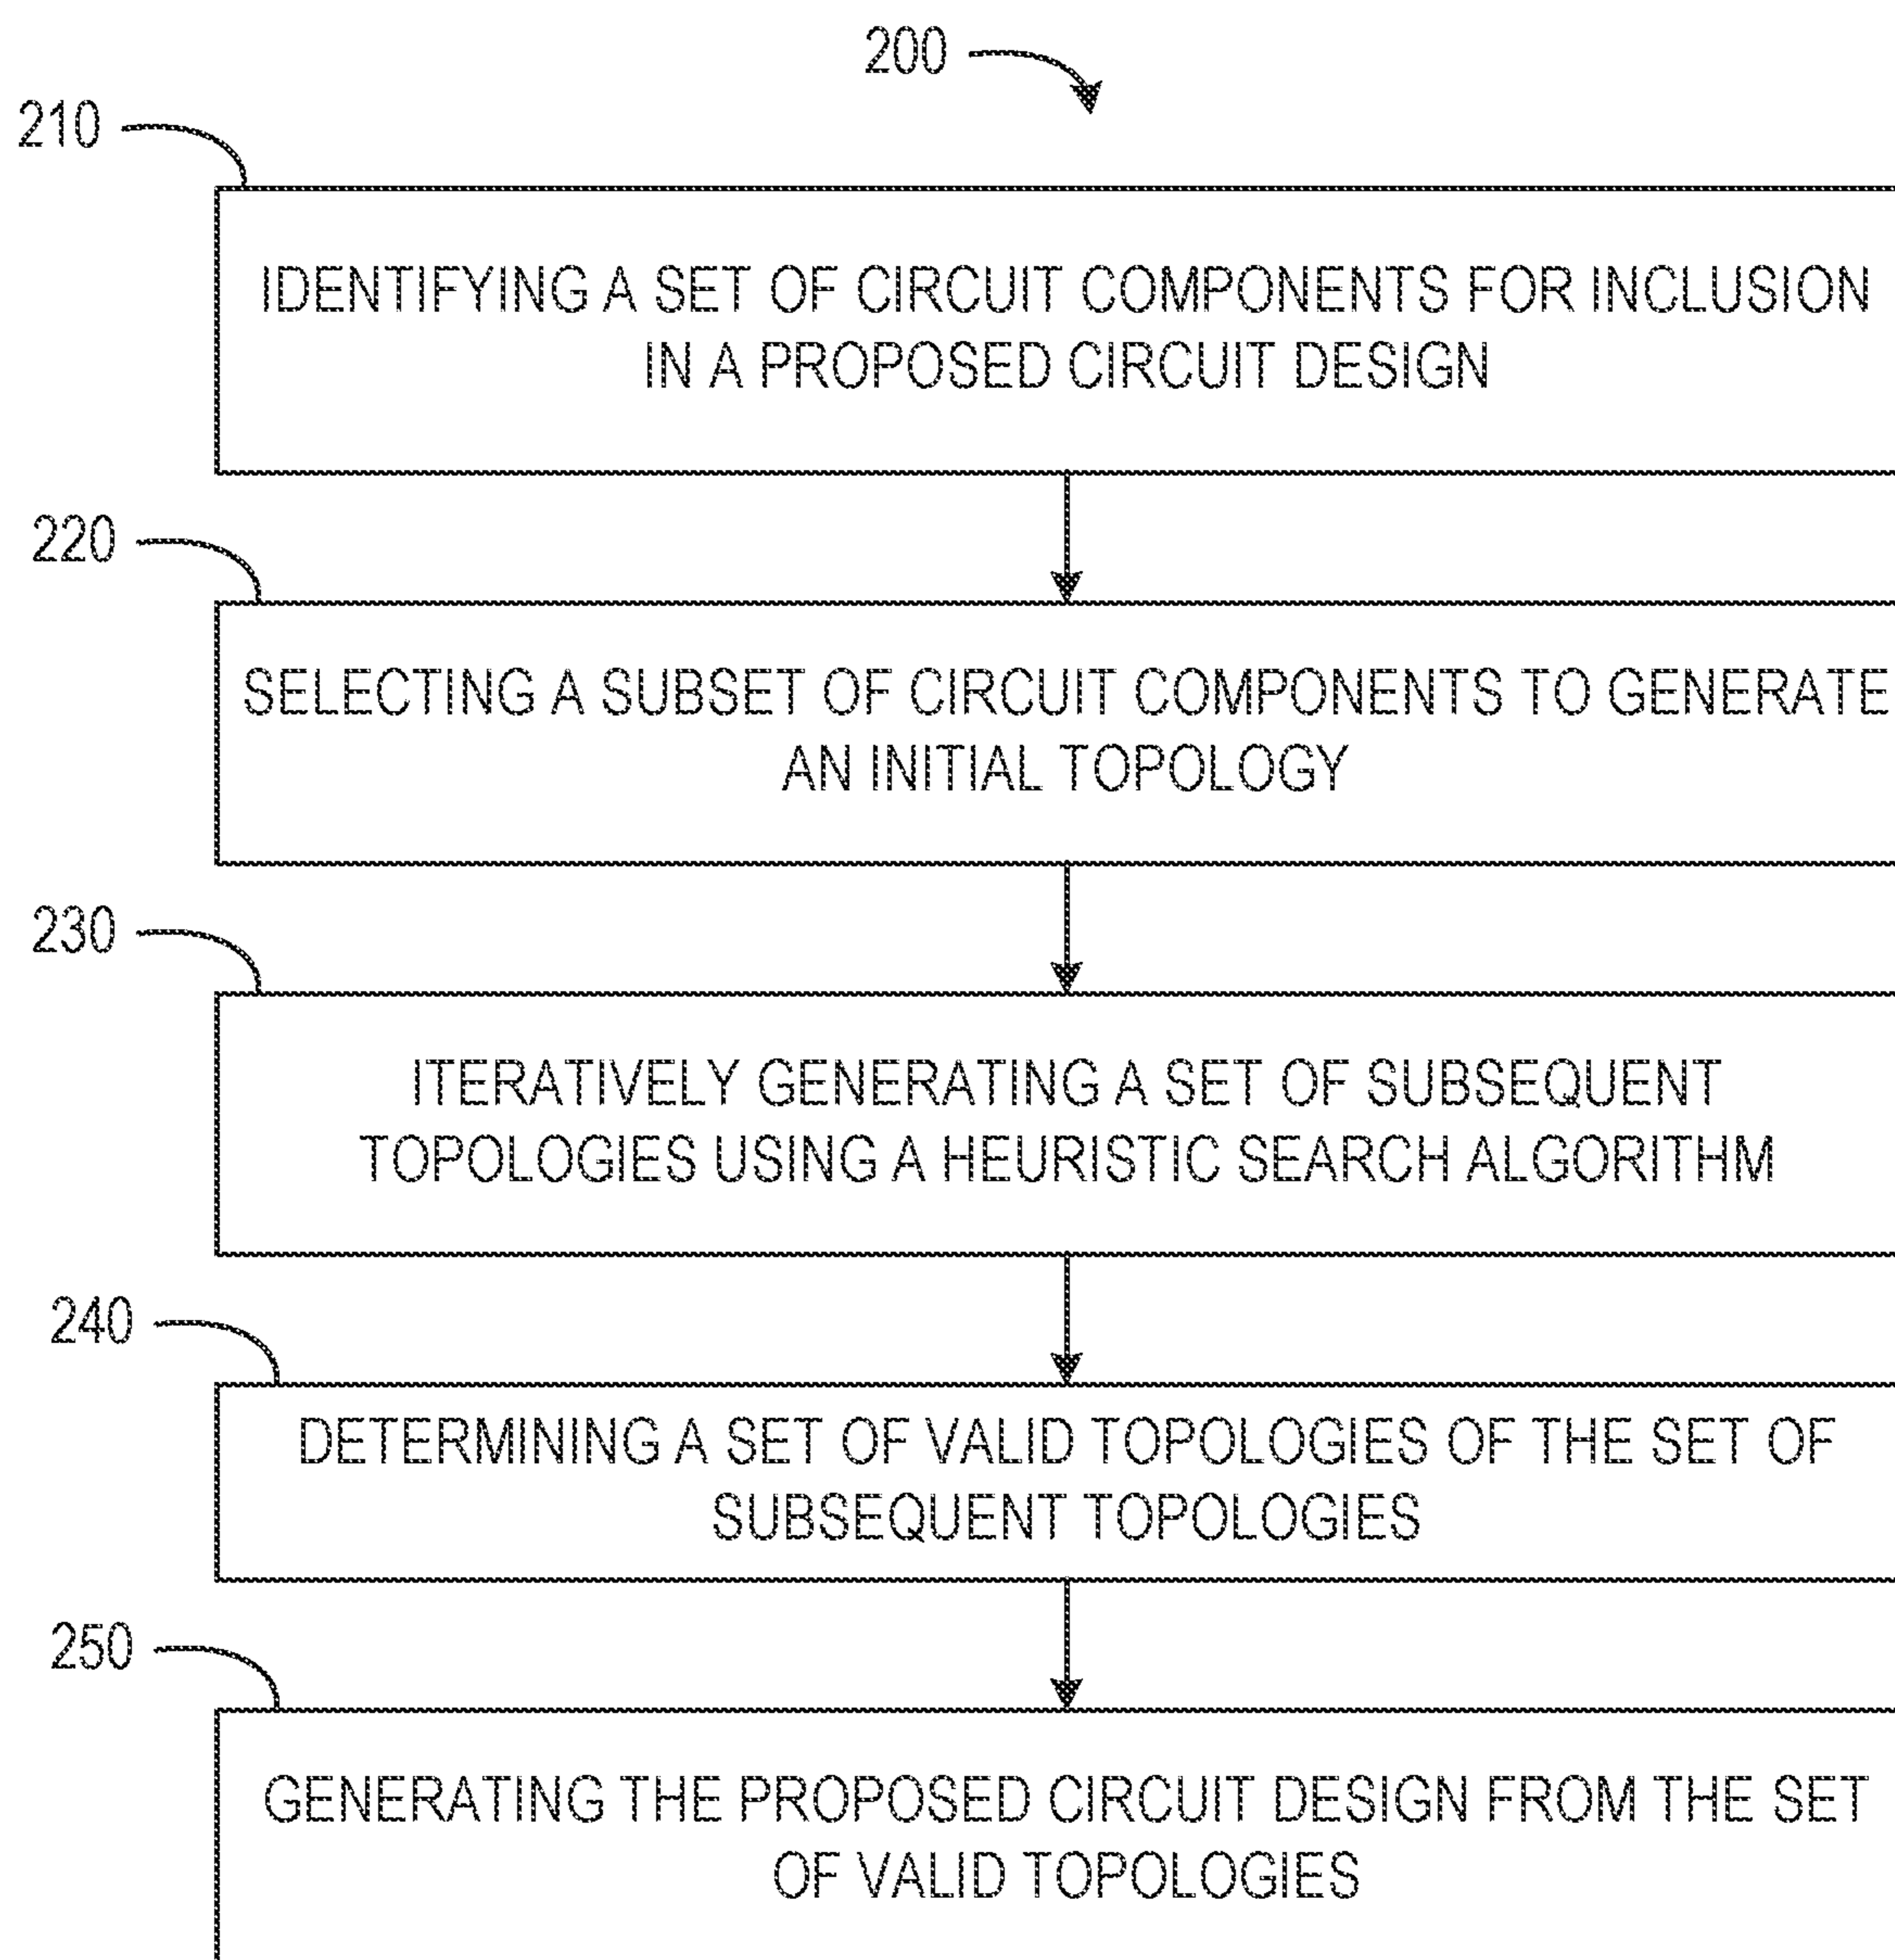 200
210
IDENTIFYING A SET OF CIRCUIT COMPONENTS FOR INCLUSION
IN A PROPOSED CIRCUIT DESIGN
220
SELECTING A SUBSET OF CIRCUIT COMPONENTS TO GENERATE
AN INITIAL TOPOLOGY
230
ITERATIVELY GENERATING A SET OF SUBSEQUENT
TOPOLOGIES USING A HEURISTIC SEARCH ALGORITHM
240
DETERMINING A SET OF VALID TOPOLOGIES OF THE SET OF
SUBSEQUENT TOPOLOGIES
250
GENERATING THE PROPOSED CIRCUIT DESIGN FROM THE SET
OF VALID TOPOLOGIES